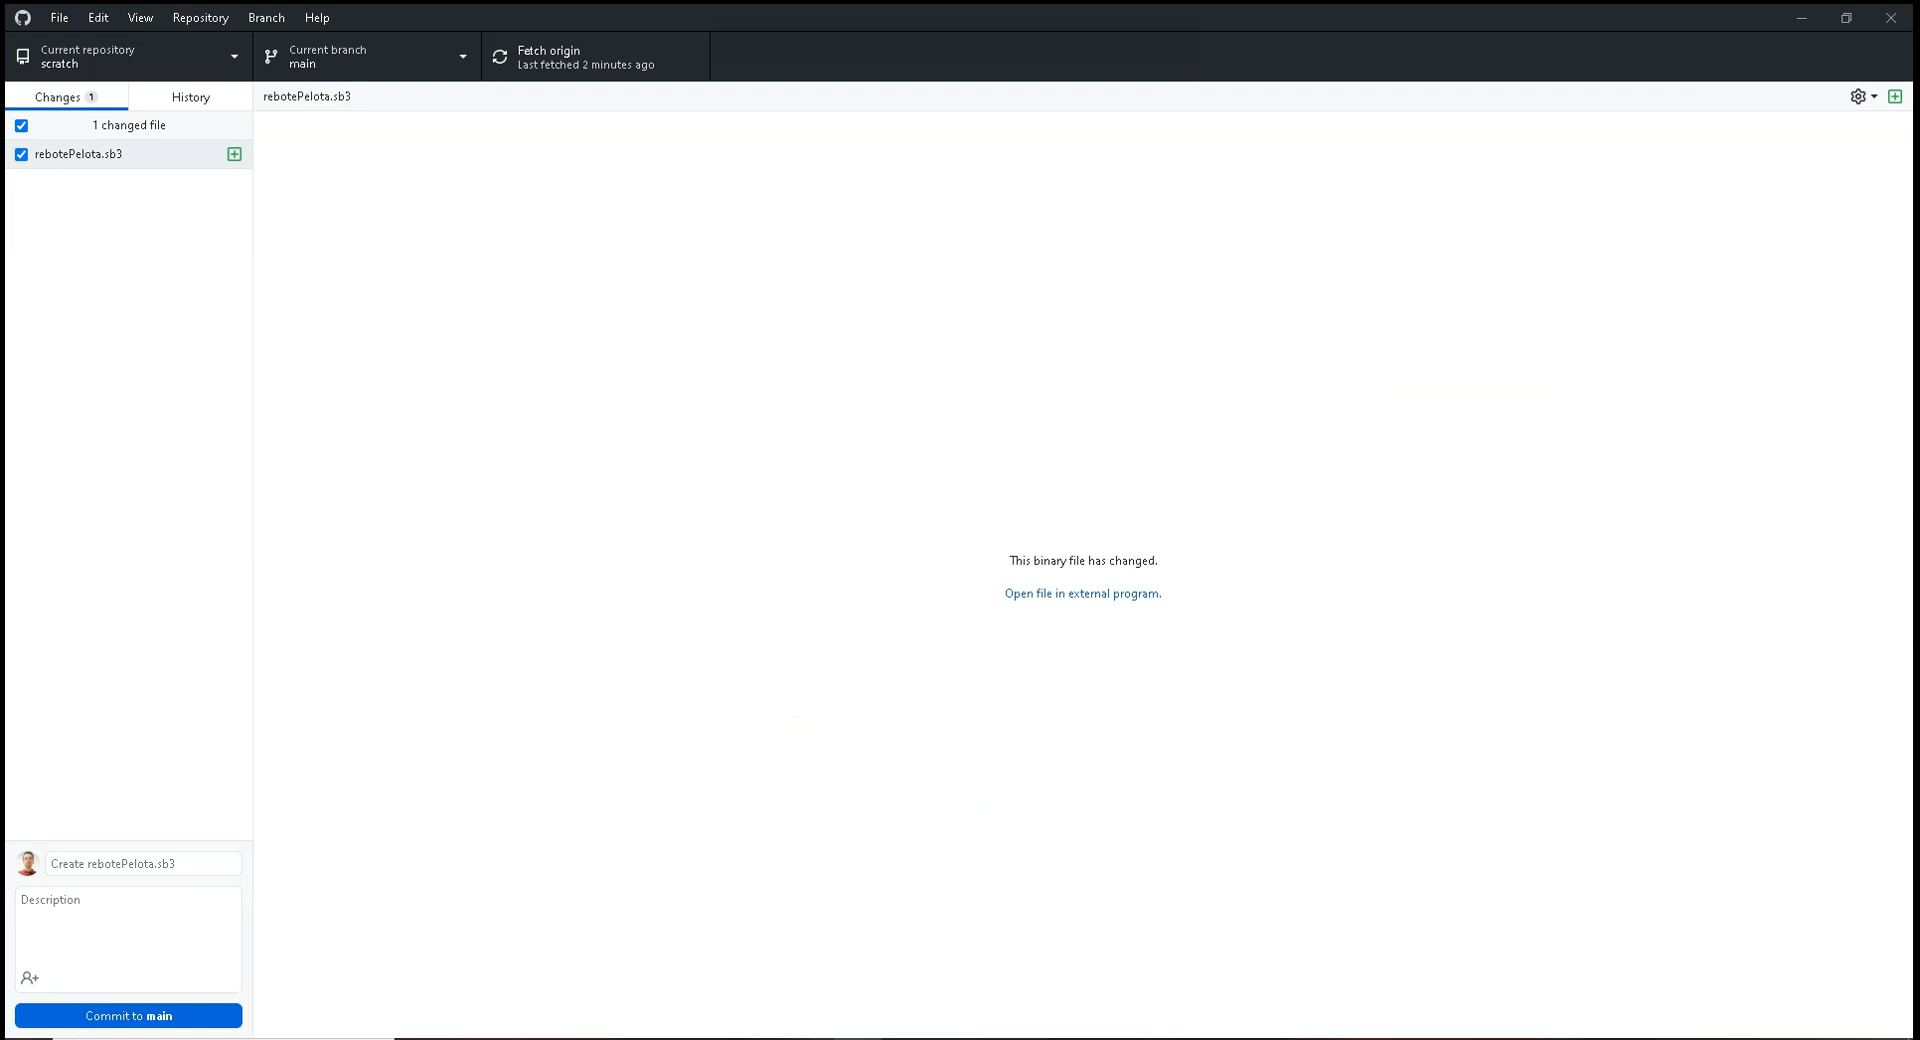 File Edit View Repository Branch Help
Current repository
scratch
Current branch
main
Fetch origin
Last fetched 2 minutes ago
Changes 1
History
rebotePelota.sb3
1 changed file
rebotePelota.sb3
This binary file has changed.
Open file in external program.
Create rebotePelota.sb3
Description
Commit to main